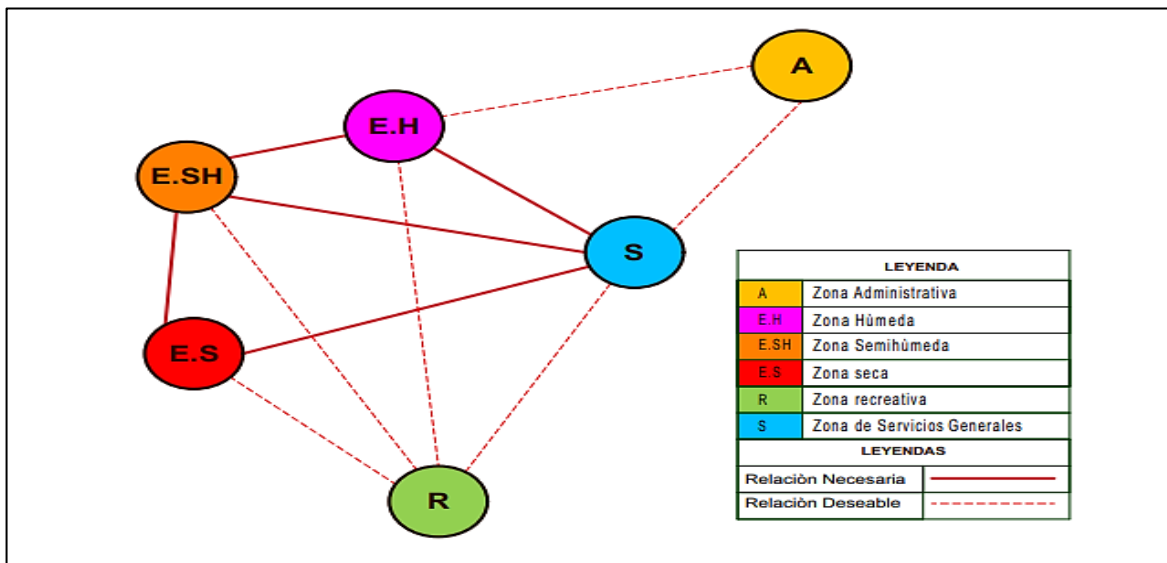 A
E.H
E.SH
S
E.S
R
LEYENDA
A Zona Administrativa
E.H Zona Hùmeda
E.SH Zona Semihùmeda
E.S Zona seca
R Zona recreativa
S Zona de Servicios Generales
LEYENDAS
Relaciòn Necesaria
Relaciòn Deseable